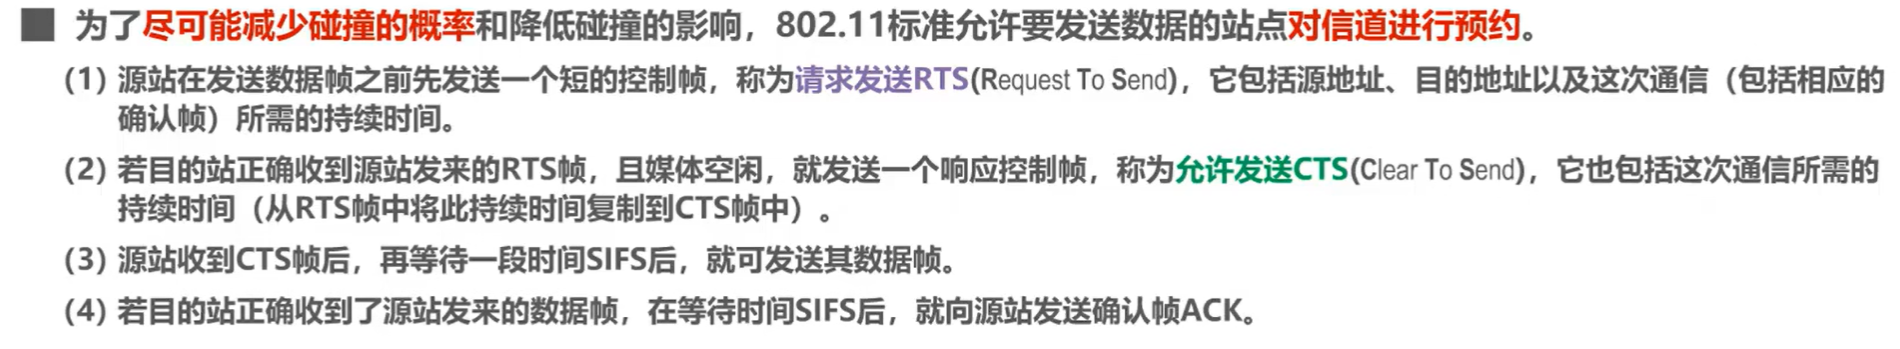 为了尽可能减少碰撞的概率和降低碰撞的影响，802.11标准允许要发送数据的站点对信道进行预约。
(1) 源站在发送数据帧之前先发送一个短的控制帧，称为请求发送RTS(Request To Send)，它包括源地址、目的地址以及这次通信（包括相应的
确认帧）所需的持续时间。
(2) 若目的站正确收到源站发来的RTS帧，且媒体空闲，就发送一个响应控制帧，称为允许发送CTS(Clear To Send)，它也包括这次通信所需的
持续时间（从RTS帧中将此持续时间复制到CTS帧中）。
(3) 源站收到CTS帧后，再等待一段时间SIFS后，就可发送其数据帧。
(4) 若目的站正确收到了源站发来的数据帧，在等待时间SIFS后，就向源站发送确认帧ACK。